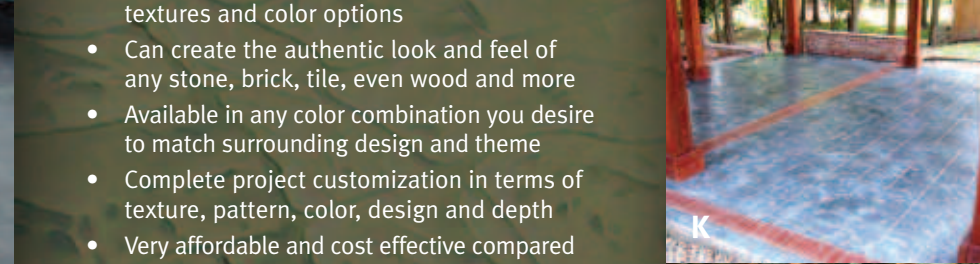 textures and color options
• Can create the authentic look and feel of
any stone, brick, tile, even wood and more
• Available in any color combination you desire
to match surrounding design and theme
• Complete project customization in terms of
texture, pattern, color, design and depth
• Very affordable and cost effective compared
K